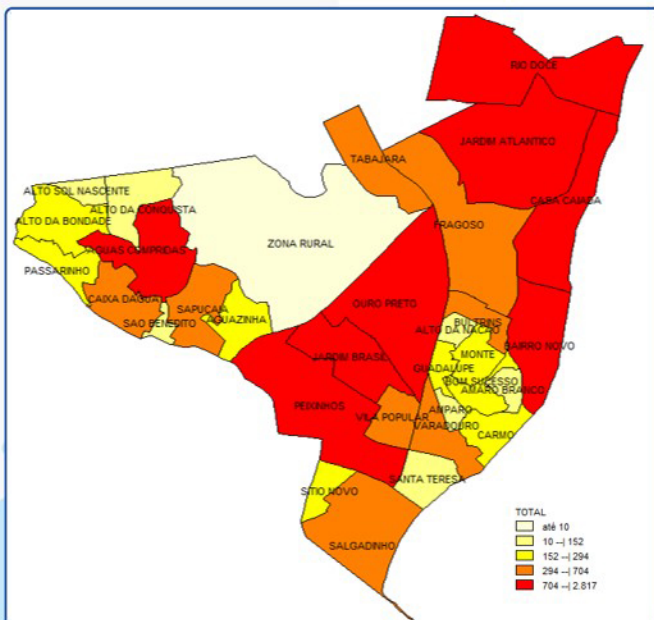 RIO DOCE
JARDIM ATLANTICO
TABAJARA
ALTO SOL NASCENTE
CASA CAIADA
ALTO DA CONQUISTA
ALTO DA BONDADE
FRAGOSO
ZONA RURAL
AGUAS COMPRIDAS
PASSARINHO
CAIXA DAGUA
OURO PRETO
SAPUCAIA
AGUAZINHA
SAO BENEDITO
BULTRINS
ALTO DA NACAO
BAIRRO NOVO
JARDIM BRASIL
MONTE
GUADALUPE
BOM SUCESSO
AMARO BRANCO
PEIXINHOS
AMPARO
VILA POPULAR
VARADOURO
CARMO
SANTA TERESA
SITIO NOVO
SALGADINHO
TOTAL
até 10
10 --| 152
152 --| 294
294 --| 704
704 --| 2.817